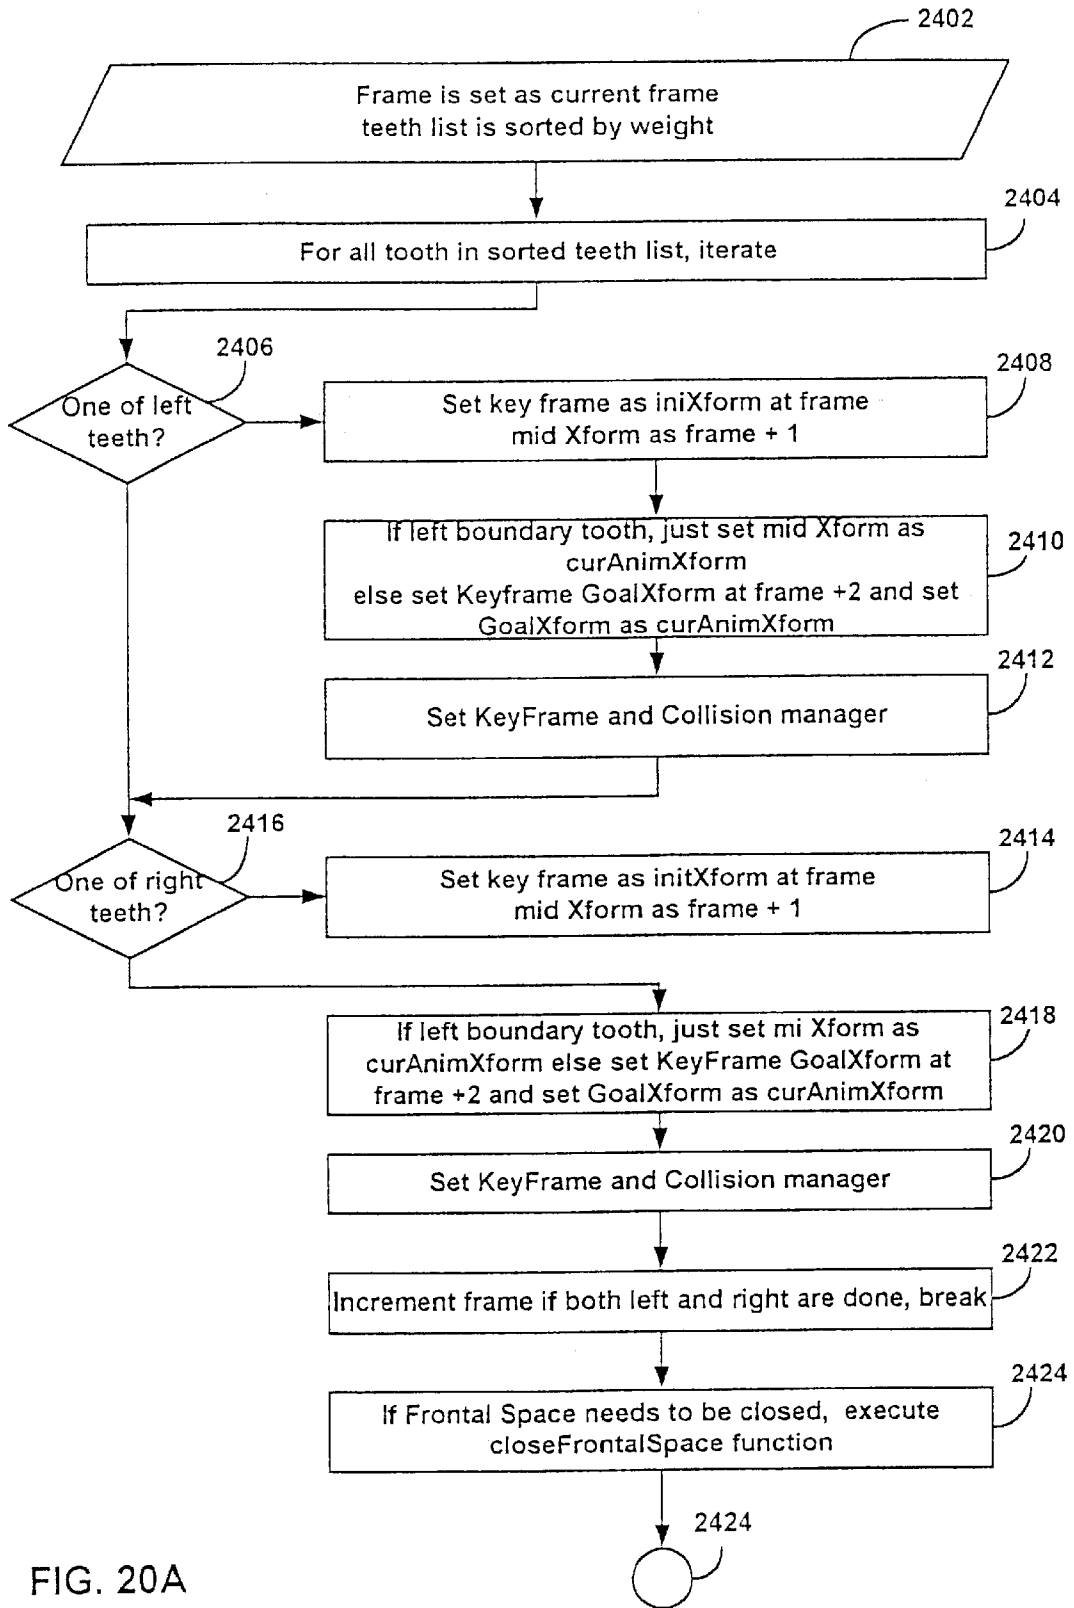 2402
Frame is set as current frame
teeth list is sorted by weight
2404
For all tooth in sorted teeth list, iterate
2406
One of left
teeth?
2408
Set key frame as iniXform at frame
mid Xform as frame + 1
2410
If left boundary tooth, just set mid Xform as
curAnimXform
else set Keyframe GoalXform at frame +2 and set
GoalXform as curAnimXform
2412
Set KeyFrame and Collision manager
2416
One of right
teeth?
2414
Set key frame as initXform at frame
mid Xform as frame + 1
2418
If left boundary tooth, just set mi Xform as
curAnimXform else set KeyFrame GoalXform at
frame +2 and set GoalXform as curAnimXform
2420
Set KeyFrame and Collision manager
2422
Increment frame if both left and right are done, break
2424
If Frontal Space needs to be closed, execute
closeFrontalSpace function
2424
FIG. 20A